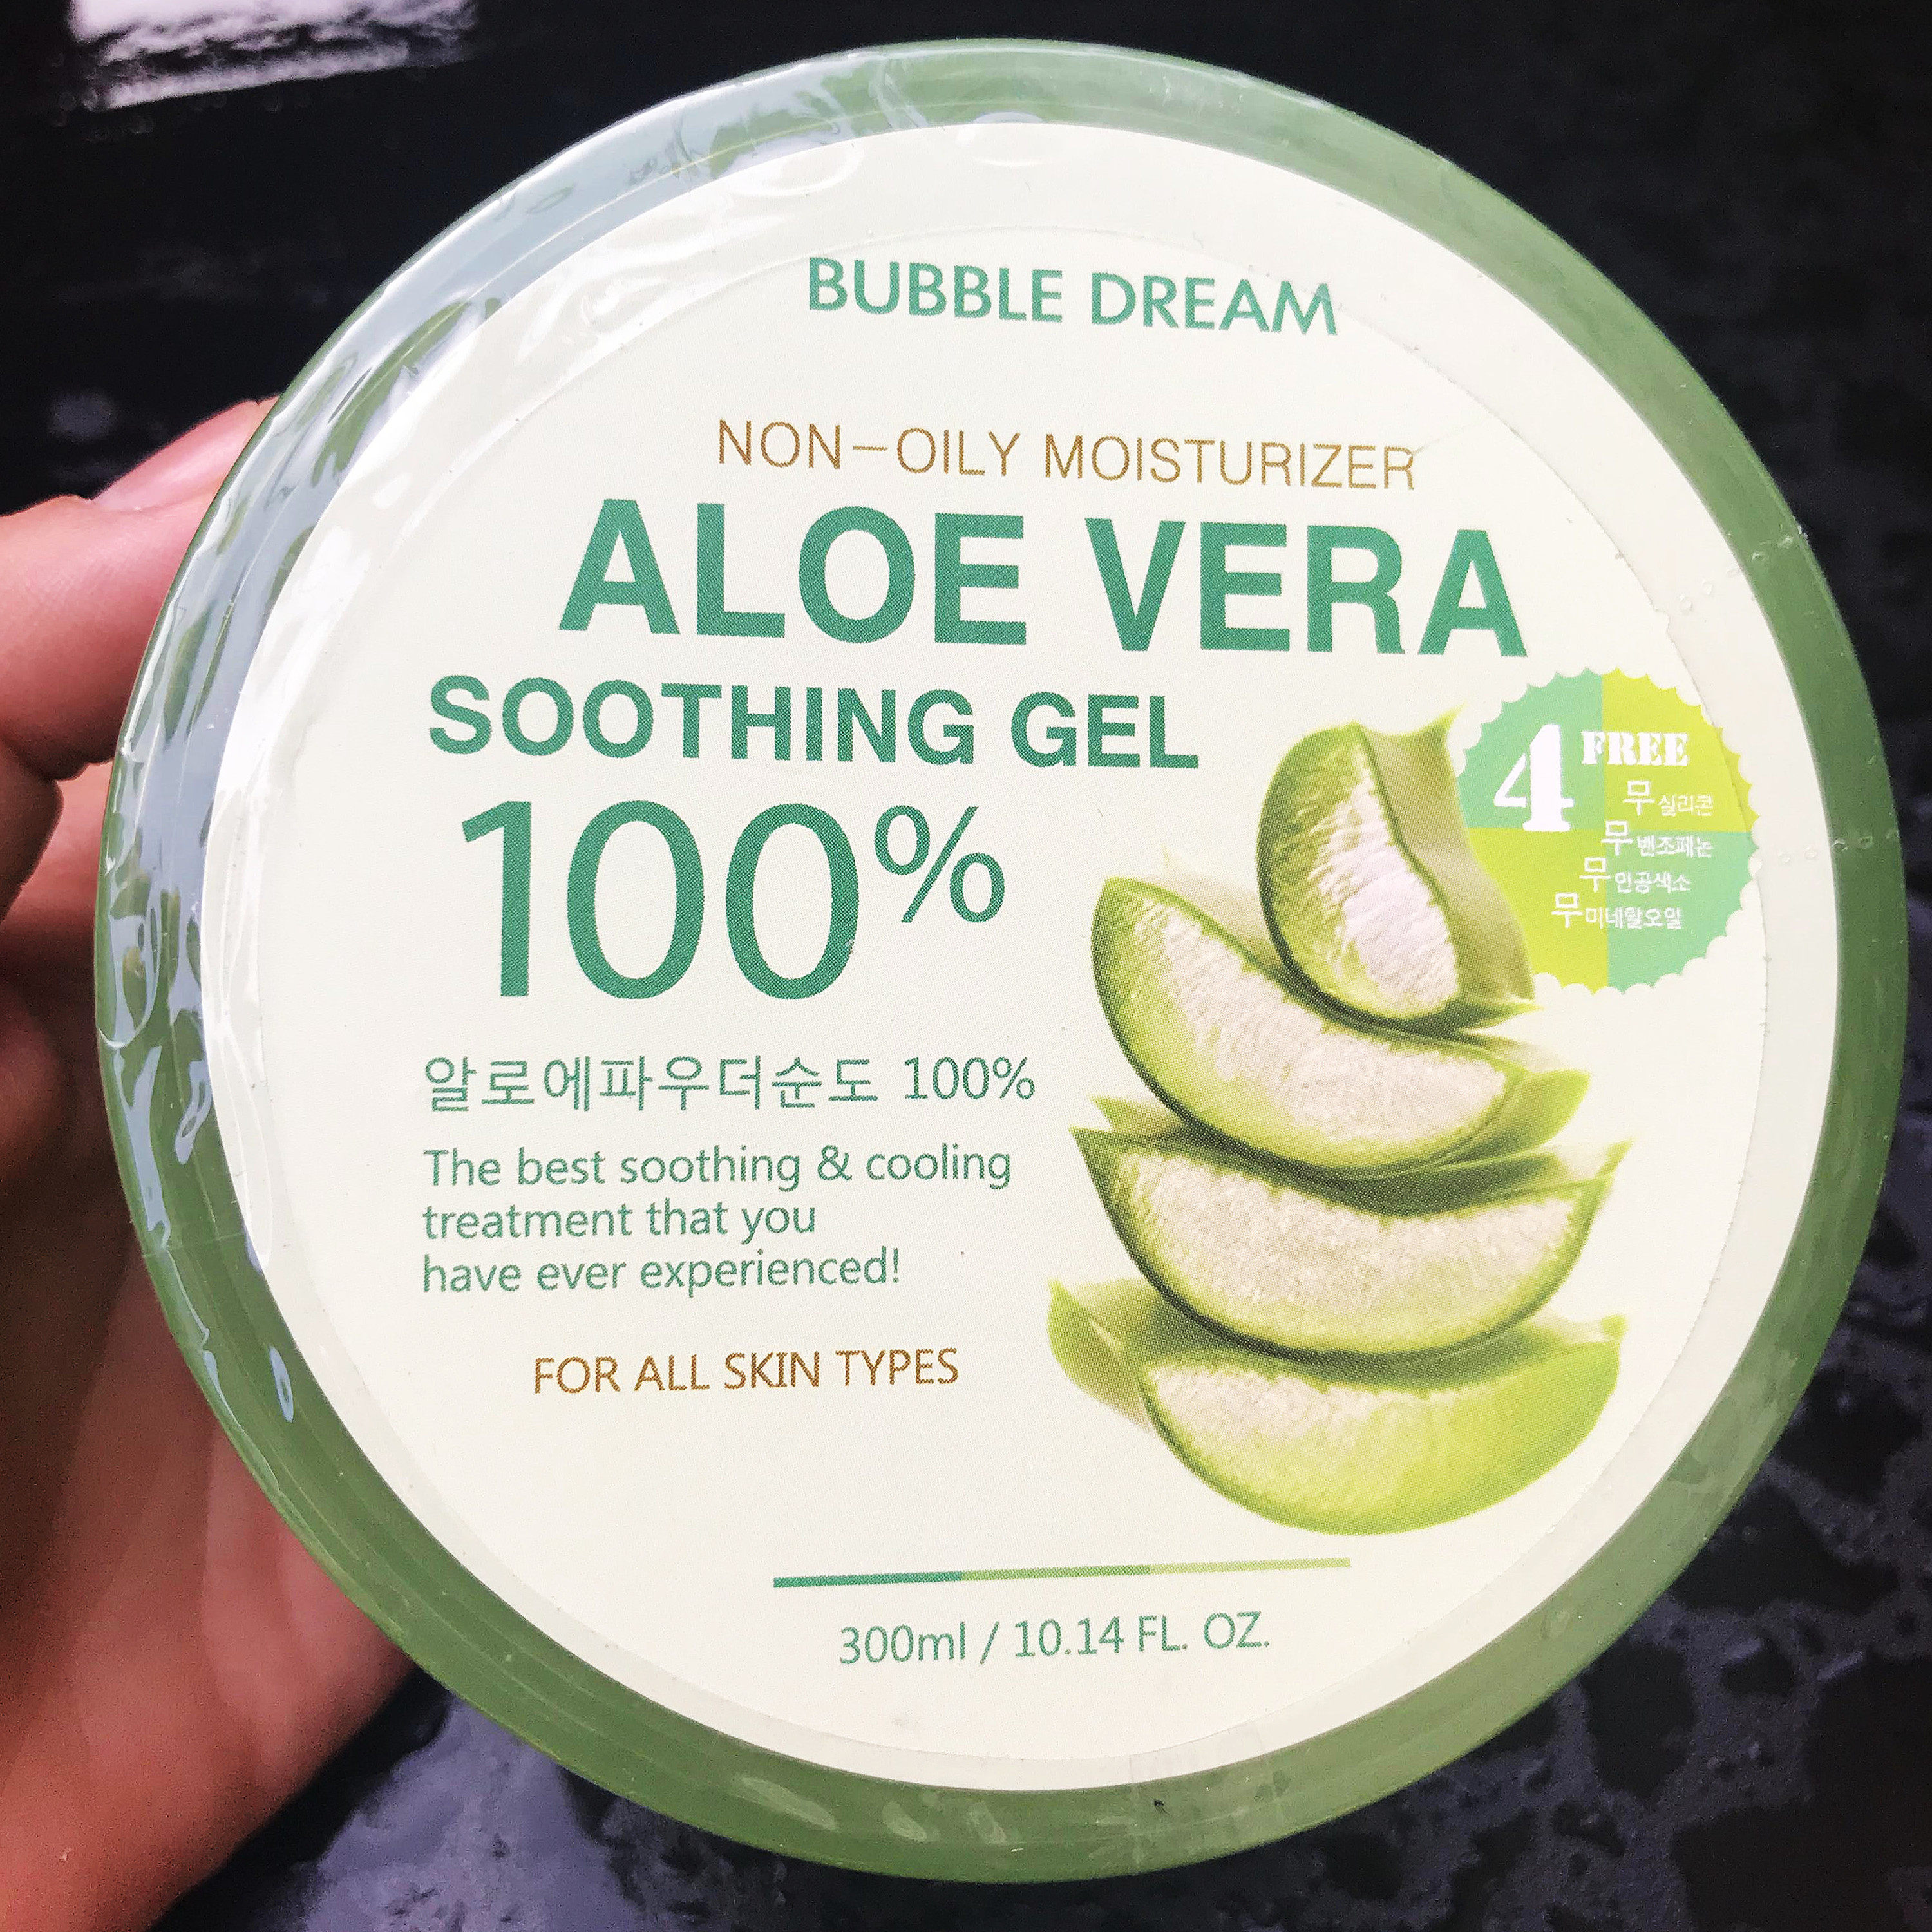 BUBBLE DREAM
NON-OILY MOISTURIZER
ALOE VERA
SOOTHING GEL
100%
4 FREE
무실리콘
무벤조페논
무인공색소
무미네랄오일
알로에파우더순도 100%
The best soothing & cooling
treatment that you
have ever experienced!
FOR ALL SKIN TYPES
300ml / 10.14 FL. OZ.